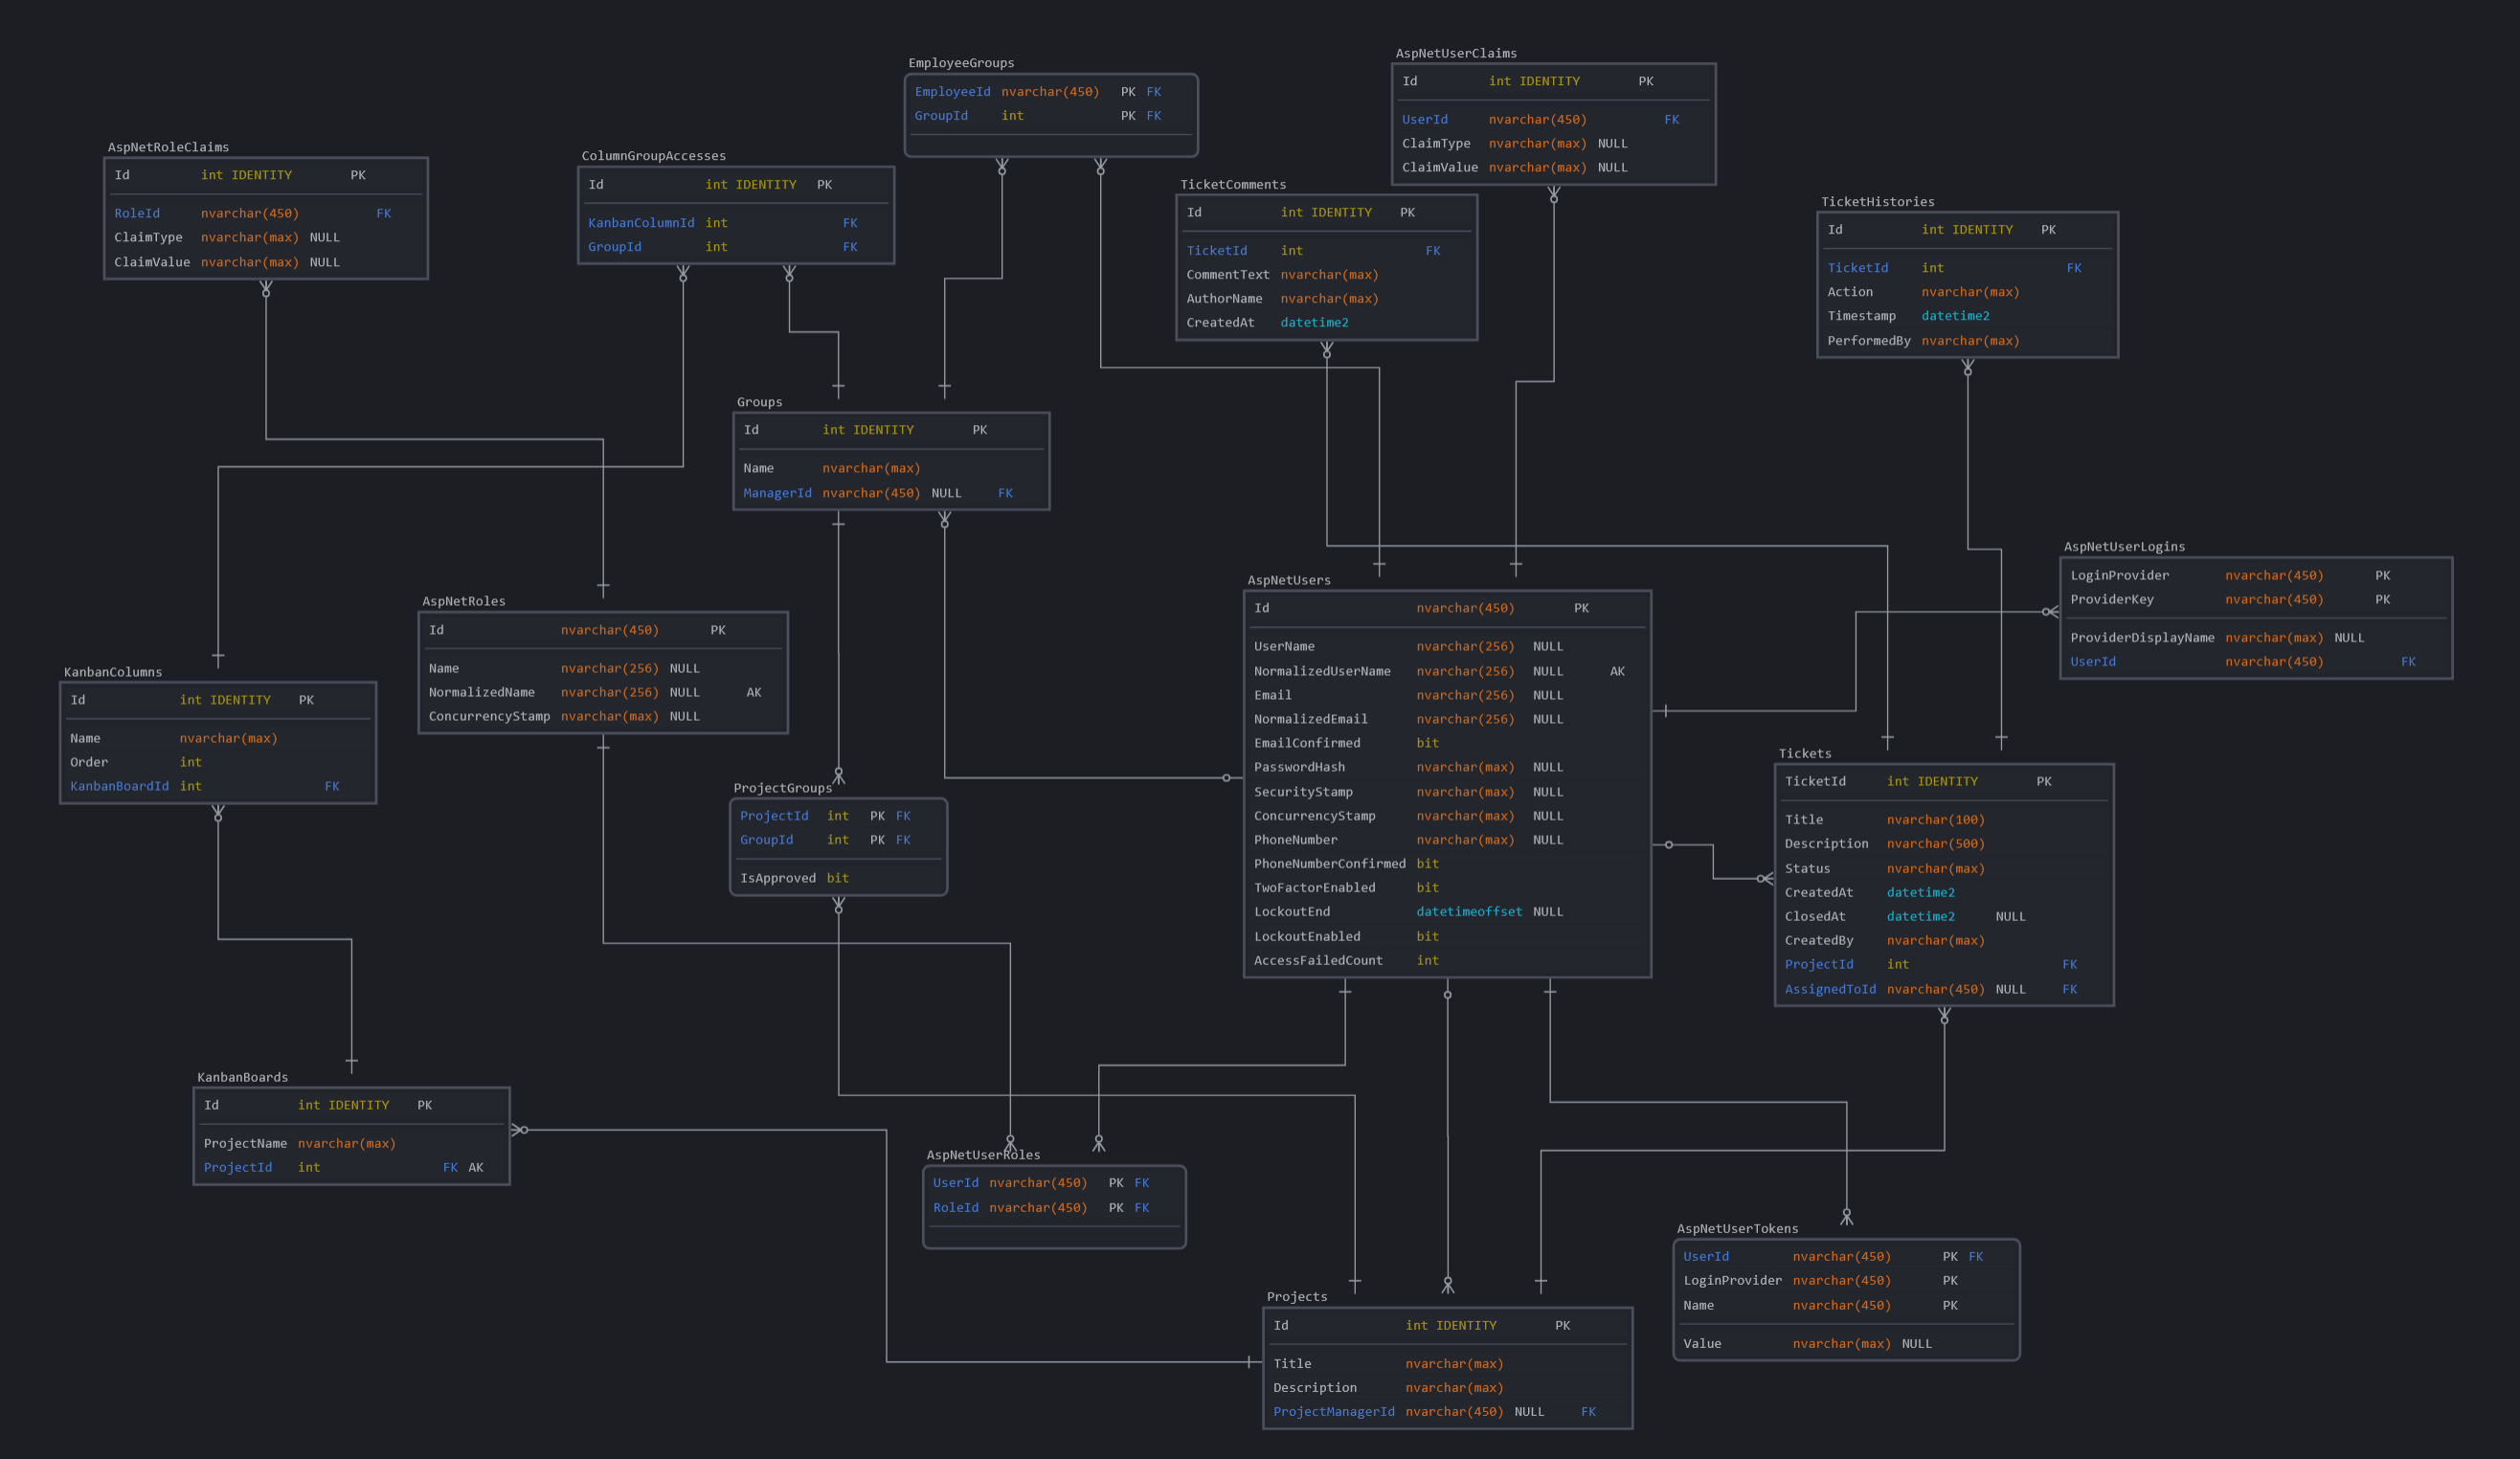 AspNetUserClaims
Id int IDENTITY PK
UserId nvarchar(450) FK
ClaimType nvarchar(max) NULL
ClaimValue nvarchar(max) NULL
EmployeeGroups
EmployeeId nvarchar(450) PK FK
GroupId int PK FK
AspNetRoleClaims
Id int IDENTITY PK
RoleId nvarchar(450) FK
ClaimType nvarchar(max) NULL
ClaimValue nvarchar(max) NULL
ColumnGroupAccesses
Id int IDENTITY PK
KanbanColumnId int FK
GroupId int FK
TicketComments
Id int IDENTITY PK
TicketId int FK
CommentText nvarchar(max)
AuthorName nvarchar(max)
CreatedAt datetime2
TicketHistories
Id int IDENTITY PK
TicketId int FK
Action nvarchar(max)
Timestamp datetime2
PerformedBy nvarchar(max)
Groups
Id int IDENTITY PK
Name nvarchar(max)
ManagerId nvarchar(450) NULL FK
AspNetUserLogins
LoginProvider nvarchar(450) PK
ProviderKey nvarchar(450) PK
ProviderDisplayName nvarchar(max) NULL
UserId nvarchar(450) FK
AspNetUsers
Id nvarchar(450) PK
UserName nvarchar(256) NULL
NormalizedUserName nvarchar(256) NULL AK
Email nvarchar(256) NULL
NormalizedEmail nvarchar(256) NULL
EmailConfirmed bit
PasswordHash nvarchar(max) NULL
SecurityStamp nvarchar(max) NULL
ConcurrencyStamp nvarchar(max) NULL
PhoneNumber nvarchar(max) NULL
PhoneNumberConfirmed bit
TwoFactorEnabled bit
LockoutEnd datetimeoffset NULL
LockoutEnabled bit
AccessFailedCount int
AspNetRoles
Id nvarchar(450) PK
Name nvarchar(256) NULL
NormalizedName nvarchar(256) NULL AK
ConcurrencyStamp nvarchar(max) NULL
KanbanColumns
Id int IDENTITY PK
Name nvarchar(max)
Order int
KanbanBoardId int FK
Tickets
TicketId int IDENTITY PK
Title nvarchar(100)
Description nvarchar(500)
Status nvarchar(max)
CreatedAt datetime2
ClosedAt datetime2 NULL
CreatedBy nvarchar(max)
ProjectId int FK
AssignedToId nvarchar(450) NULL FK
ProjectGroups
ProjectId int PK FK
GroupId int PK FK
IsApproved bit
KanbanBoards
Id int IDENTITY PK
ProjectName nvarchar(max)
ProjectId int FK AK
AspNetUserRoles
UserId nvarchar(450) PK FK
RoleId nvarchar(450) PK FK
AspNetUserTokens
UserId nvarchar(450) PK FK
LoginProvider nvarchar(450) PK
Name nvarchar(450) PK
Value nvarchar(max) NULL
Projects
Id int IDENTITY PK
Title nvarchar(max)
Description nvarchar(max)
ProjectManagerId nvarchar(450) NULL FK